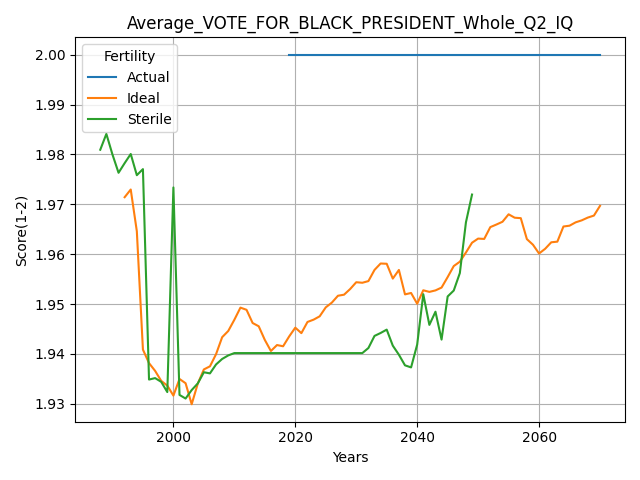 Average_VOTE_FOR_BLACK_PRESIDENT_Whole_Q2_IQ
Fertility
Actual
Ideal
Sterile
2.00
1.99
1.98
1.97
1.96
1.95
1.94
1.93
Score(1-2)
2000
2020
2040
2060
Years